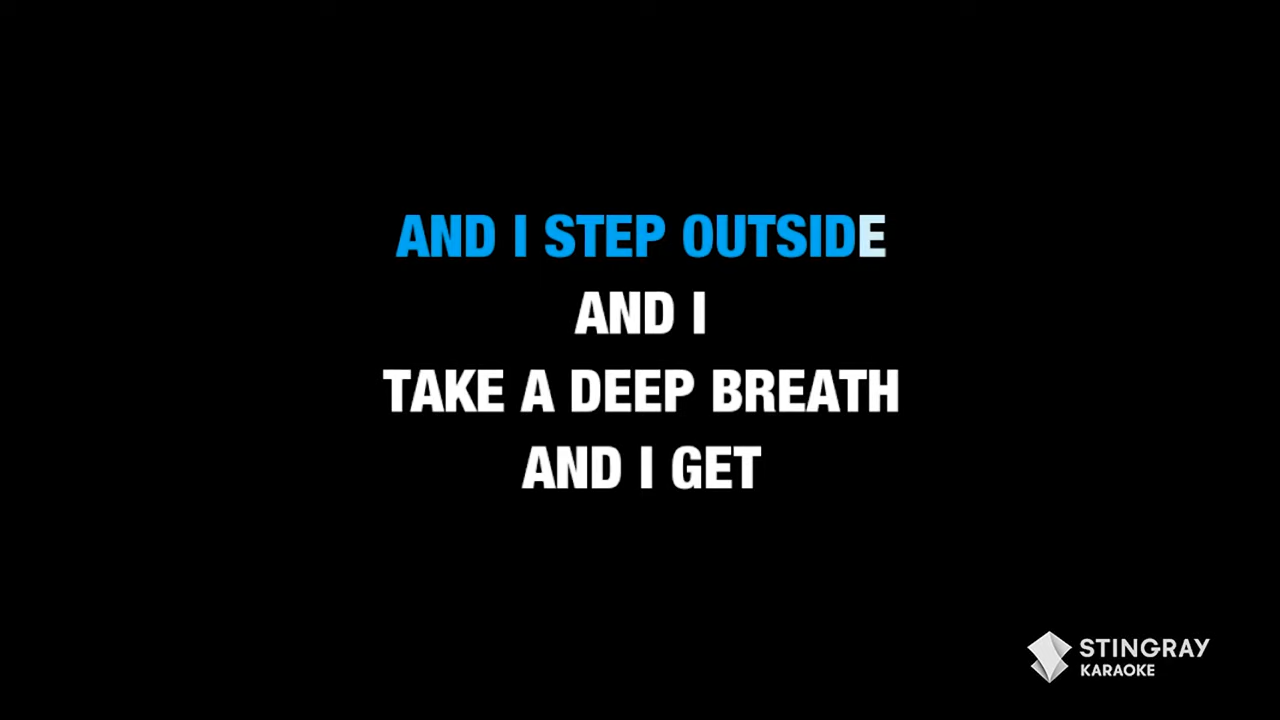 AND I STEP OUTSIDE
AND I
TAKE A DEEP BREATH
AND I GET
STINGRAY
KARAOKE